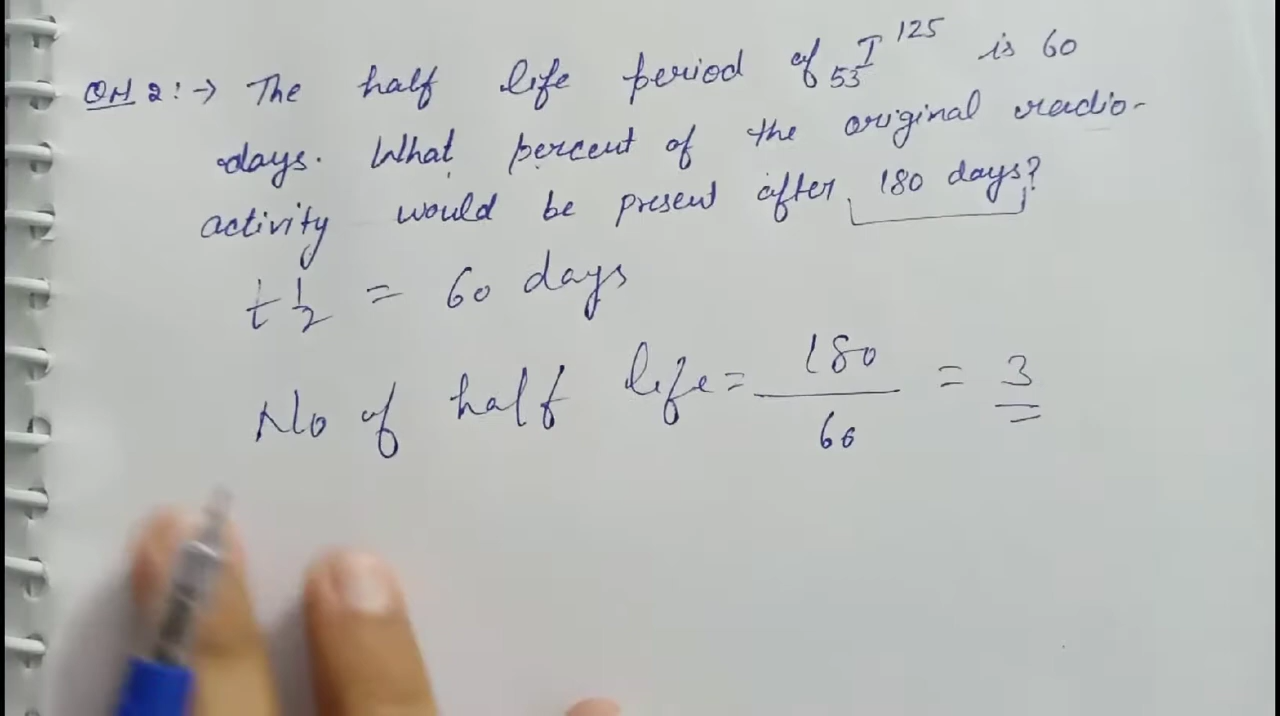 QN 2:→ The half life period of ₅₃I¹²⁵ is 60
days. What percent of the original radio-
activity would be present after 180 days?
t½ = 60 days
No of half life = 180/60 = 3